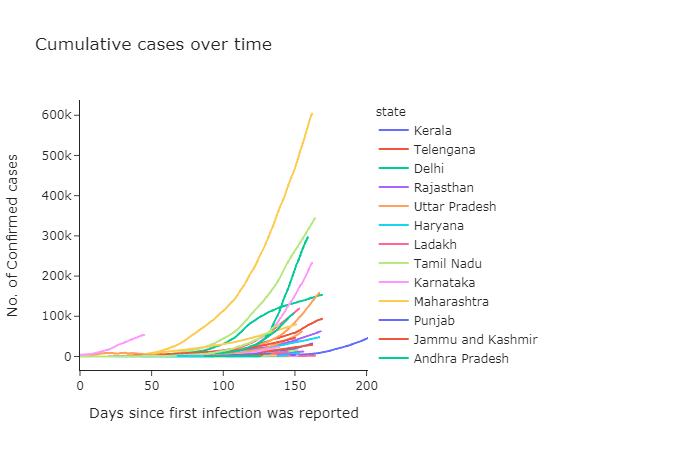 Cumulative cases over time
No. of Confirmed cases
600k
500k
400k
300k
200k
100k
0
0
50
100
150
200
Days since first infection was reported
state
Kerala
Telengana
Delhi
Rajasthan
Uttar Pradesh
Haryana
Ladakh
Tamil Nadu
Karnataka
Maharashtra
Punjab
Jammu and Kashmir
Andhra Pradesh